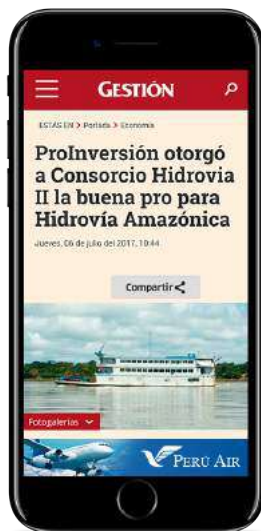 GESTIÓN
ESTÁS EN > Portada > Economía
ProInversión otorgó
a Consorcio Hidrovia
II la buena pro para
Hidrovía Amazónica
Jueves, 06 de julio del 2017, 10:44
Compartir
Fotogalerías
PERÚ AIR